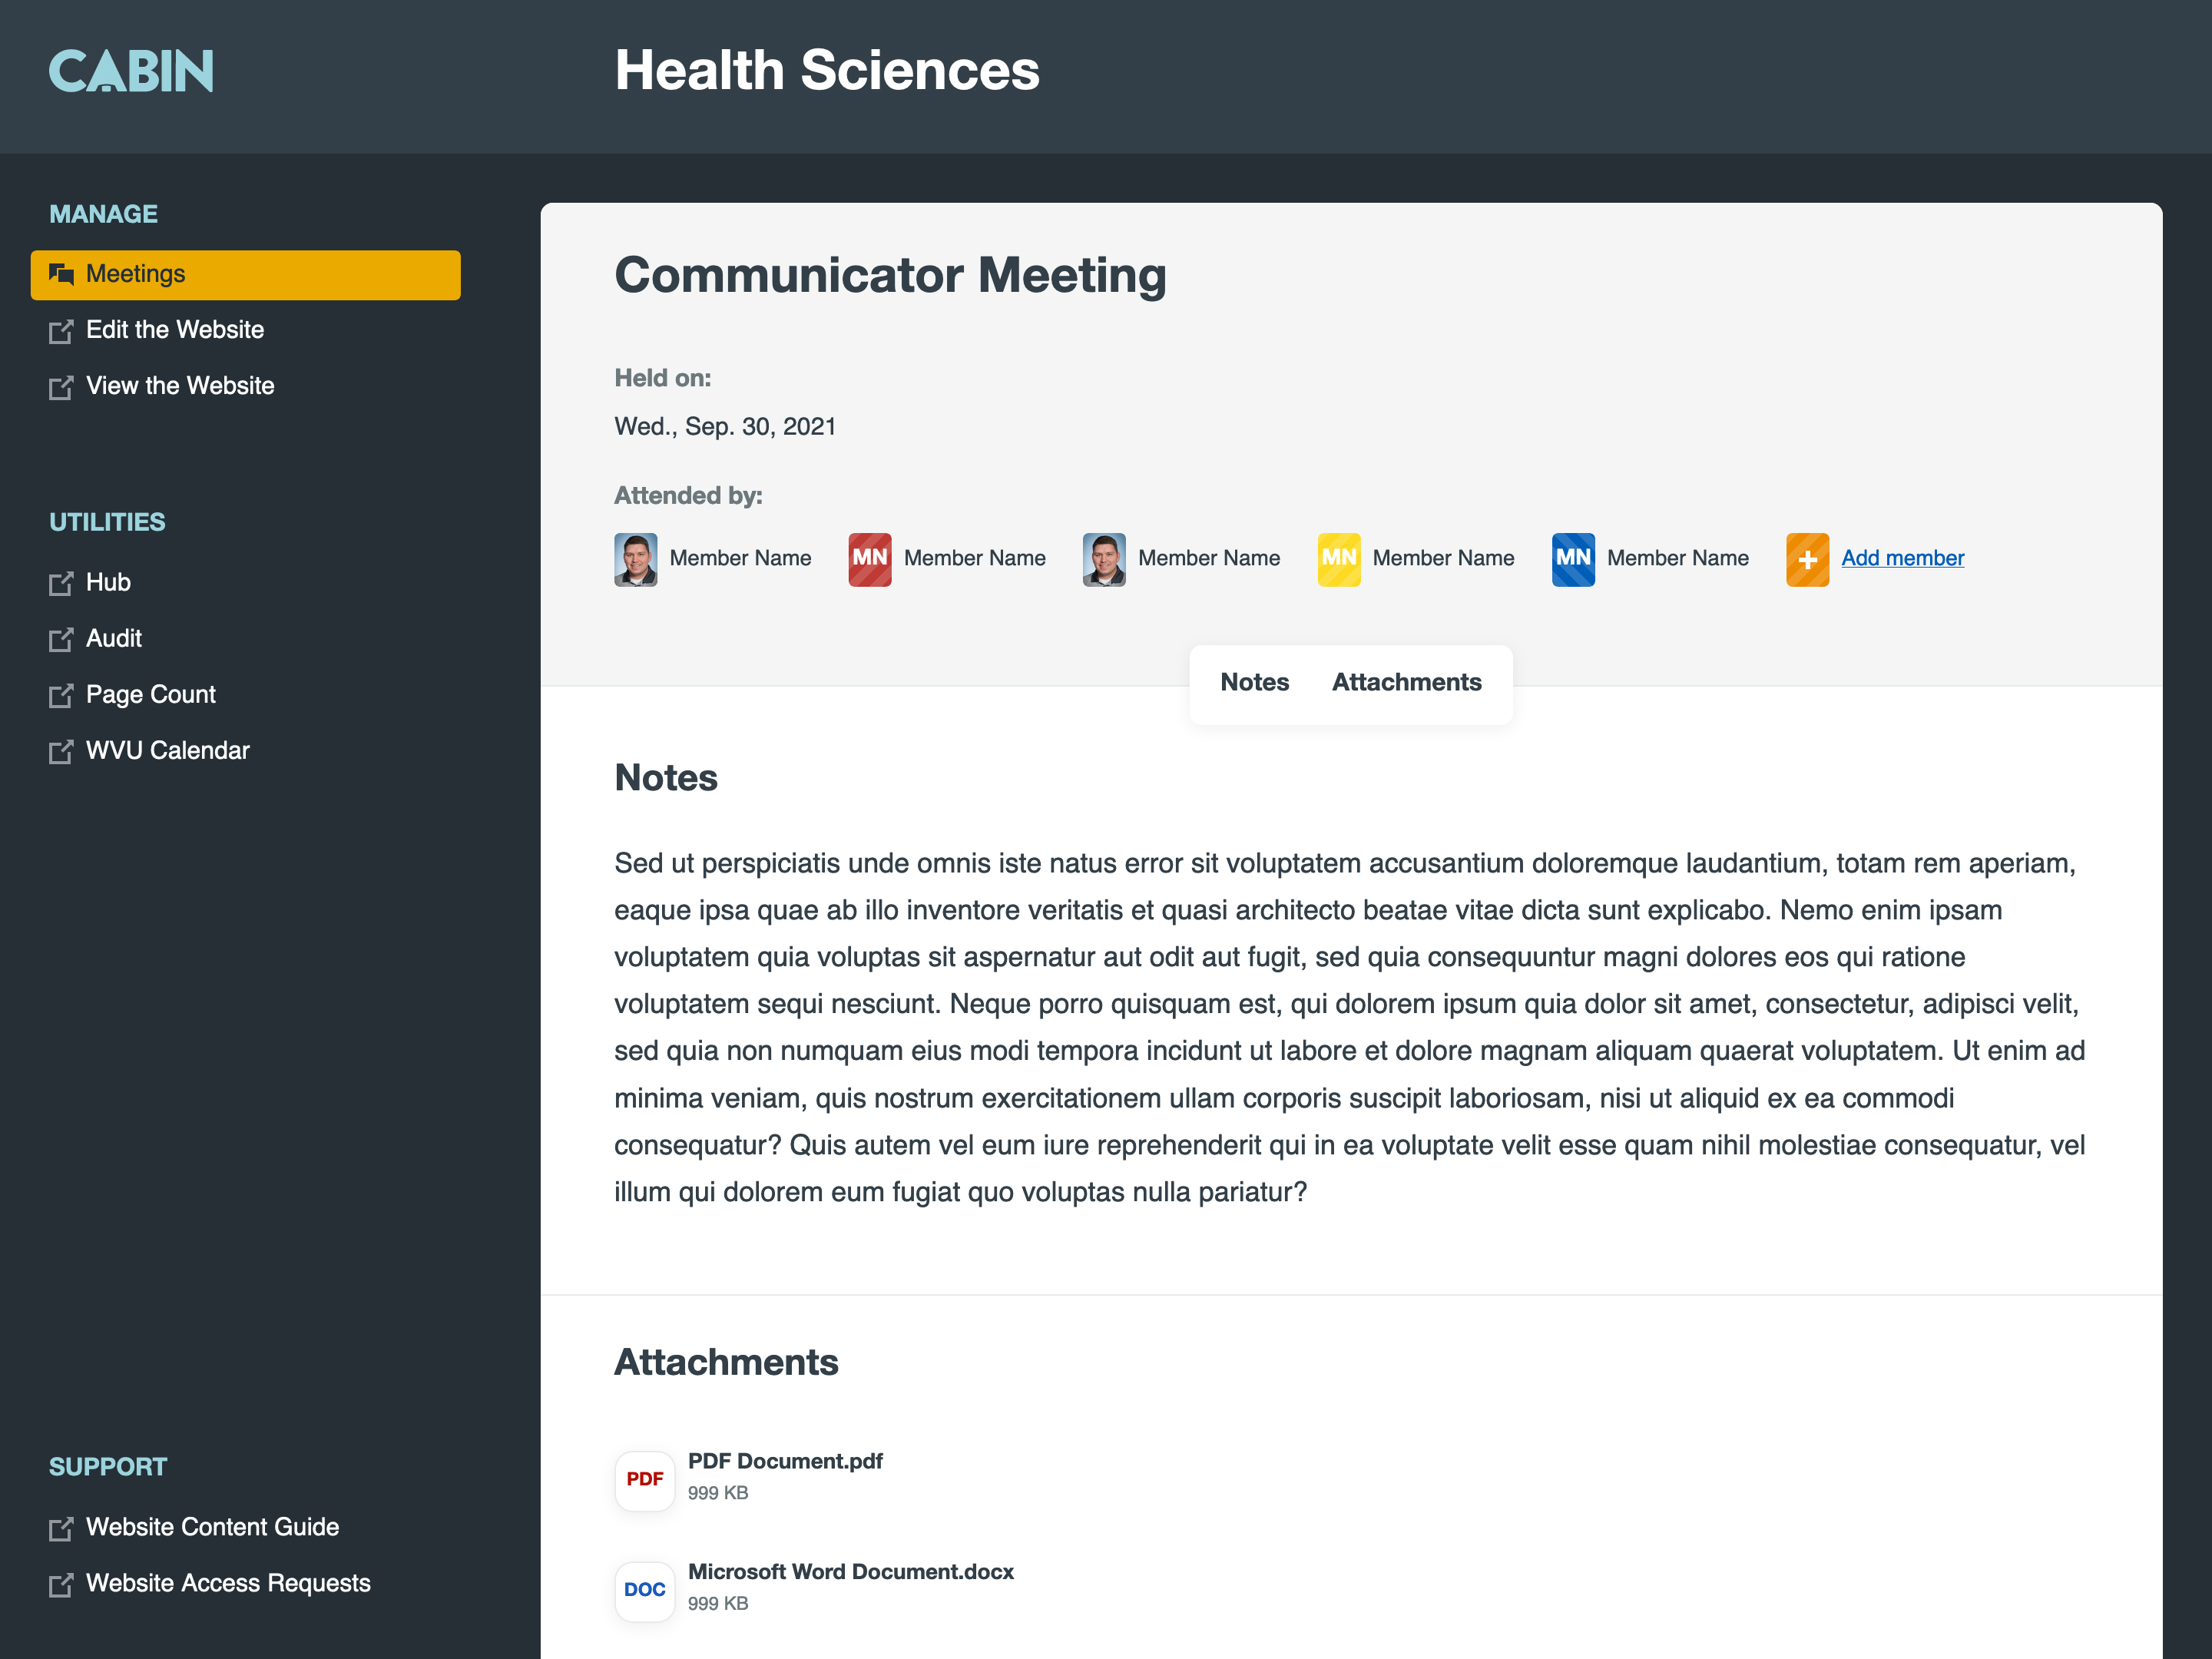 CABIN
Health Sciences
MANAGE
Meetings
Edit the Website
View the Website
UTILITIES
Hub
Audit
Page Count
WVU Calendar
SUPPORT
Website Content Guide
Website Access Requests
Communicator Meeting
Held on:
Wed., Sep. 30, 2021
Attended by:
Member Name MN Member Name Member Name MN Member Name MN Member Name + Add member
Notes Attachments
Notes
Sed ut perspiciatis unde omnis iste natus error sit voluptatem accusantium doloremque laudantium, totam rem aperiam,
eaque ipsa quae ab illo inventore veritatis et quasi architecto beatae vitae dicta sunt explicabo. Nemo enim ipsam
voluptatem quia voluptas sit aspernatur aut odit aut fugit, sed quia consequuntur magni dolores eos qui ratione
voluptatem sequi nesciunt. Neque porro quisquam est, qui dolorem ipsum quia dolor sit amet, consectetur, adipisci velit,
sed quia non numquam eius modi tempora incidunt ut labore et dolore magnam aliquam quaerat voluptatem. Ut enim ad
minima veniam, quis nostrum exercitationem ullam corporis suscipit laboriosam, nisi ut aliquid ex ea commodi
consequatur? Quis autem vel eum iure reprehenderit qui in ea voluptate velit esse quam nihil molestiae consequatur, vel
illum qui dolorem eum fugiat quo voluptas nulla pariatur?
Attachments
PDF
PDF Document.pdf
999 KB
DOC
Microsoft Word Document.docx
999 KB